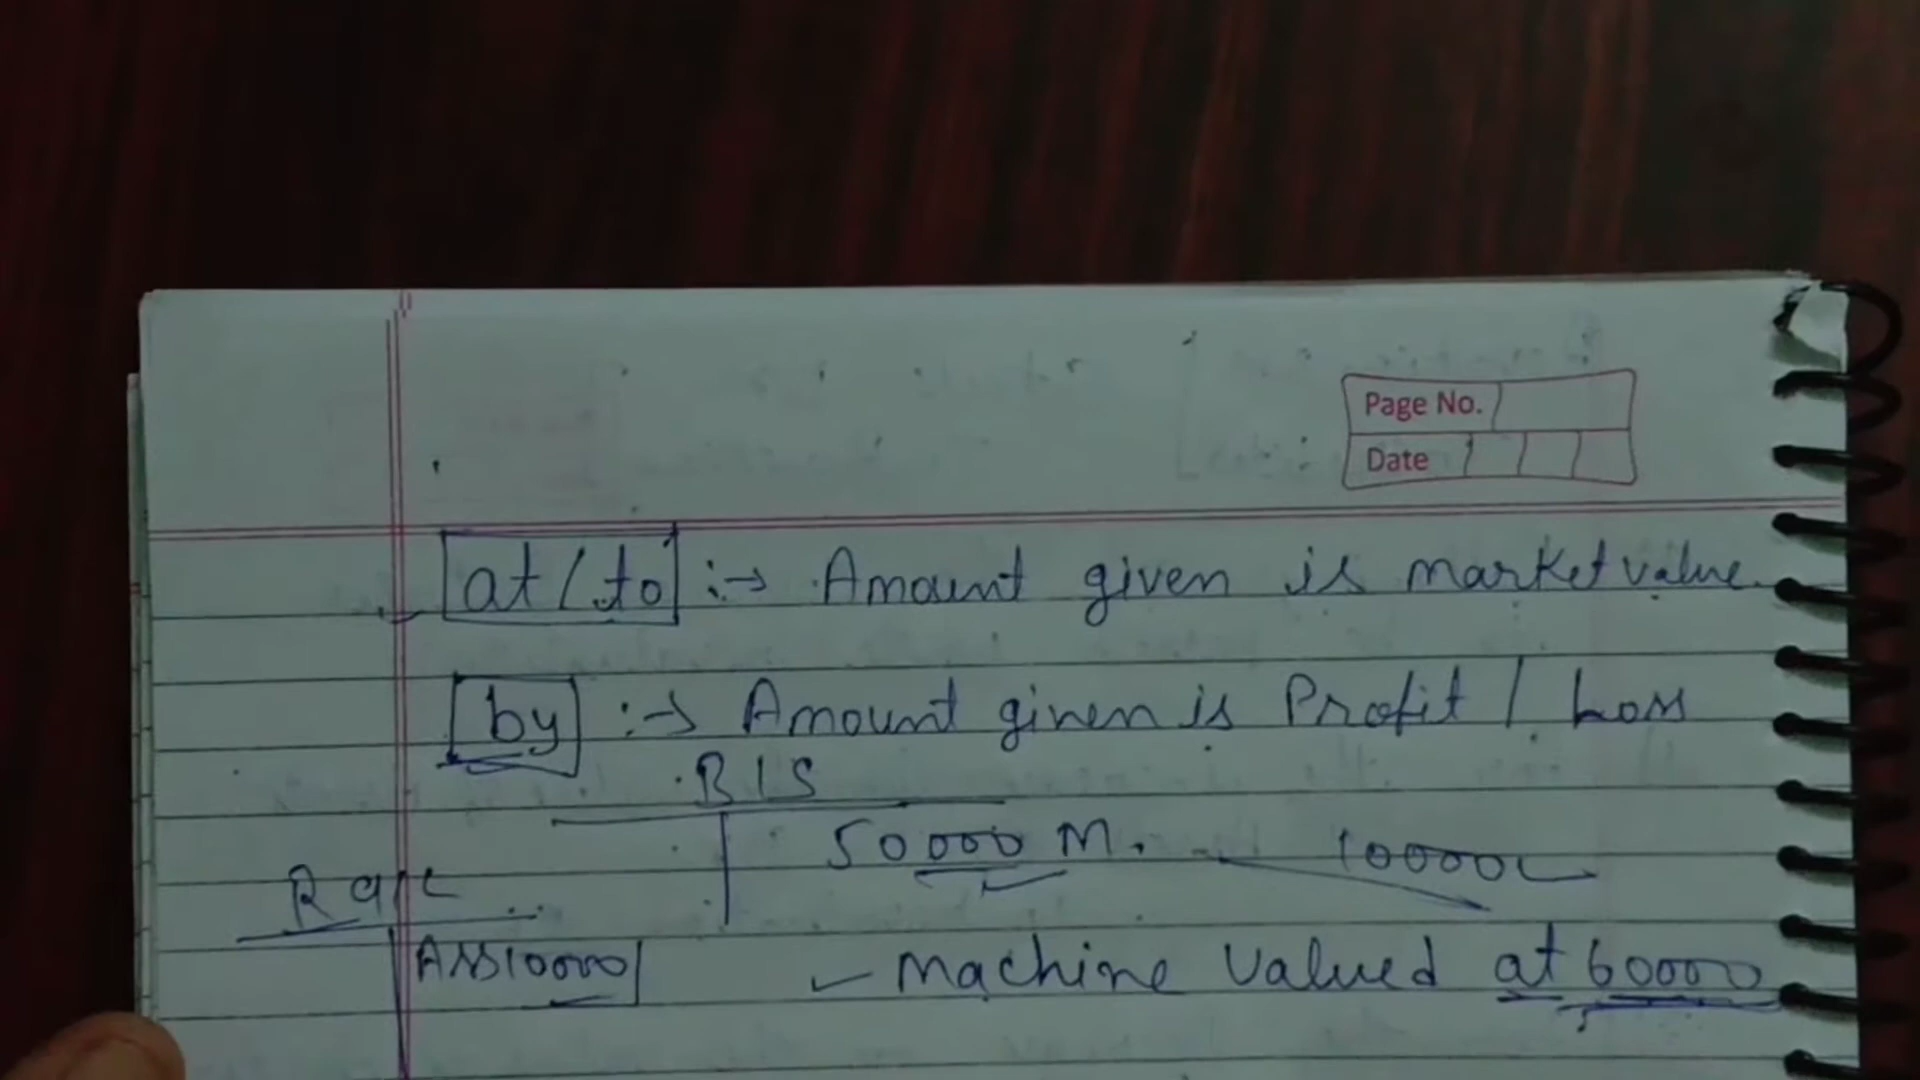 Page No.
Date
at / to :→ Amount given is market value.
by :→ Amount given is Profit / Loss
B/S
50000 M. 10000
R a/c
Ass 10000
✓ Machine valued at 60000